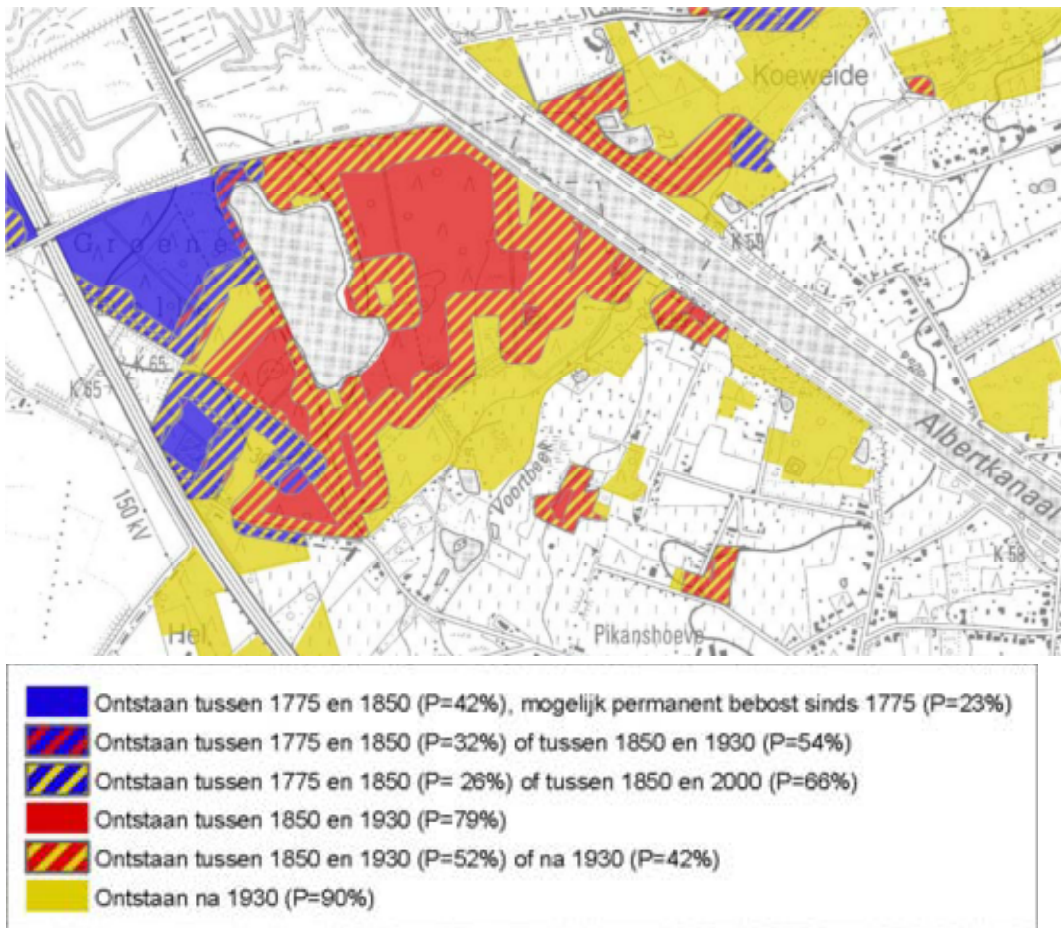 Koeweide
K 59
Groene
K 65
K 65
150 kV
Voortbeek
Albertkanaal
K 58
Hel.
Pikanshoeve
Ontstaan tussen 1775 en 1850 (P=42%), mogelijk permanent bebost sinds 1775 (P=23%)
Ontstaan tussen 1775 en 1850 (P=32%) of tussen 1850 en 1930 (P=54%)
Ontstaan tussen 1775 en 1850 (P= 26%) of tussen 1850 en 2000 (P=66%)
Ontstaan tussen 1850 en 1930 (P=79%)
Ontstaan tussen 1850 en 1930 (P=52%) of na 1930 (P=42%)
Ontstaan na 1930 (P=90%)